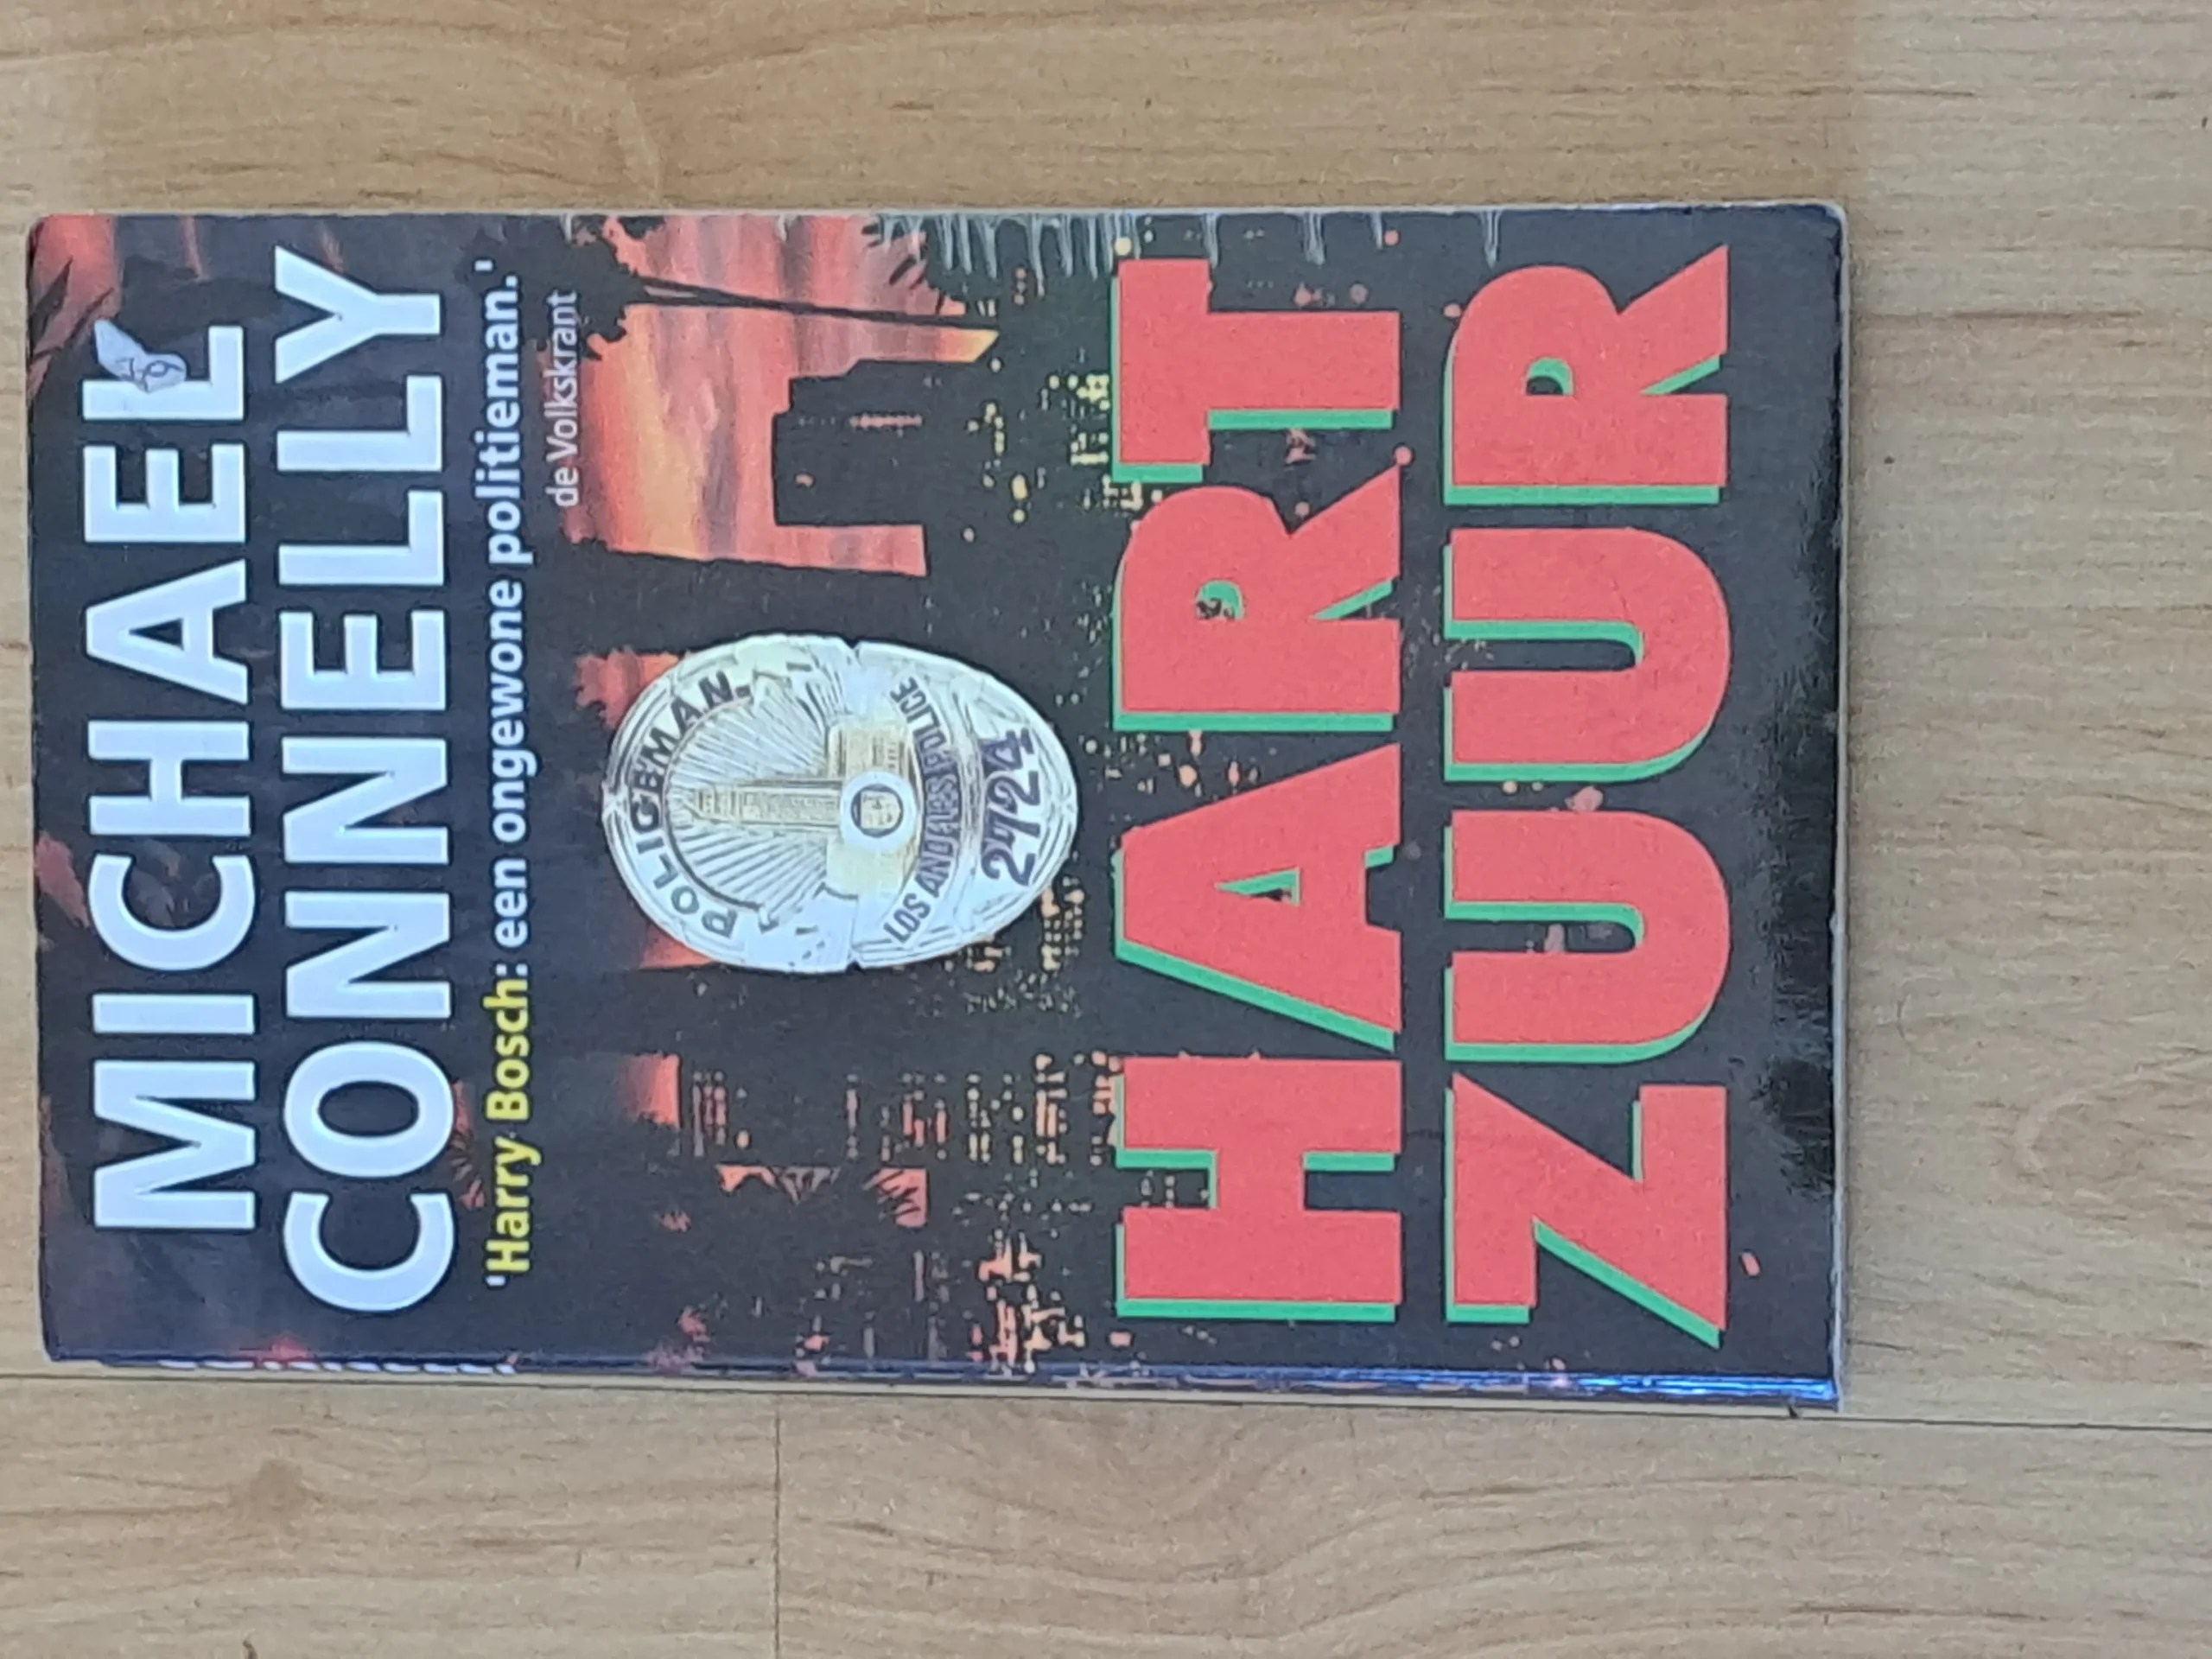 MICHAEL
CONNELLY
'Harry Bosch: een ongewone politieman.'
de Volkskrant
POLICEMAN
LOS ANGELES POLICE
2724
HART
ZUUR